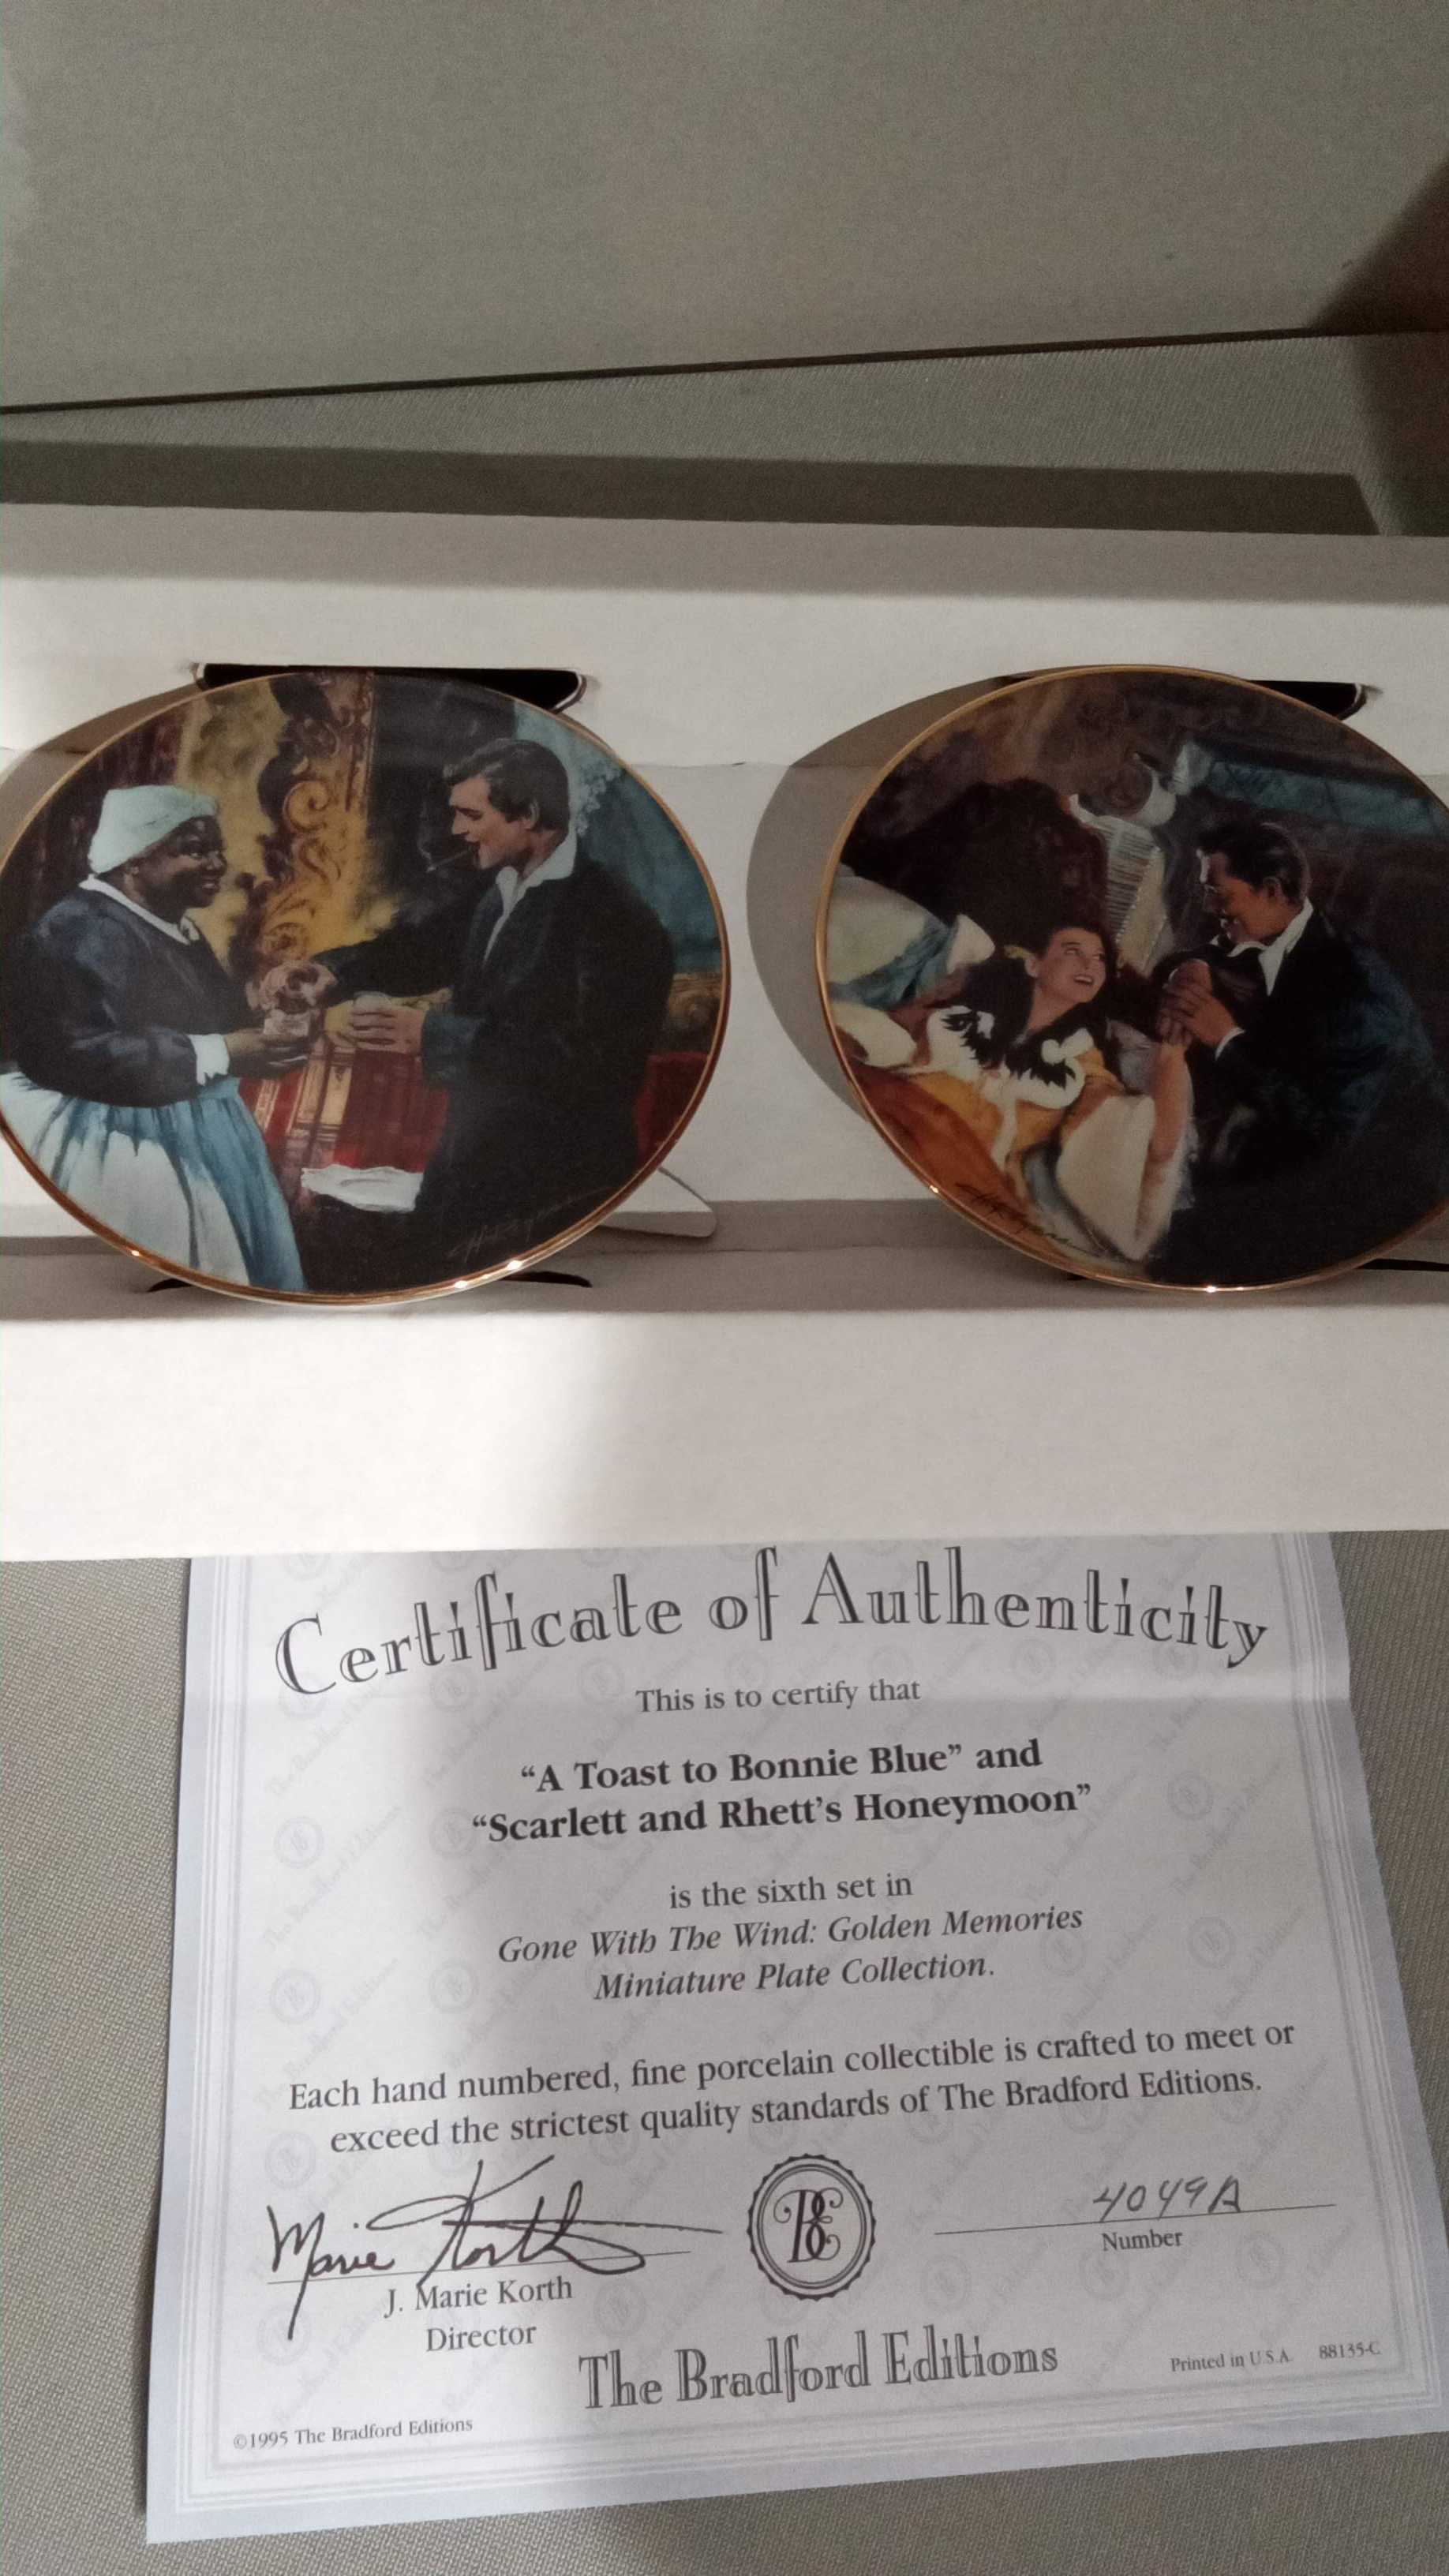 Certificate of Authenticity
This is to certify that
“A Toast to Bonnie Blue” and
“Scarlett and Rhett’s Honeymoon”
is the sixth set in
Gone With The Wind: Golden Memories
Miniature Plate Collection.
Each hand numbered, fine porcelain collectible is crafted to meet or
exceed the strictest quality standards of The Bradford Editions.
Marie Korth
J. Marie Korth
Director
BE
4049A
Number
The Bradford Editions
Printed in U.S.A. 88135-C
©1995 The Bradford Editions